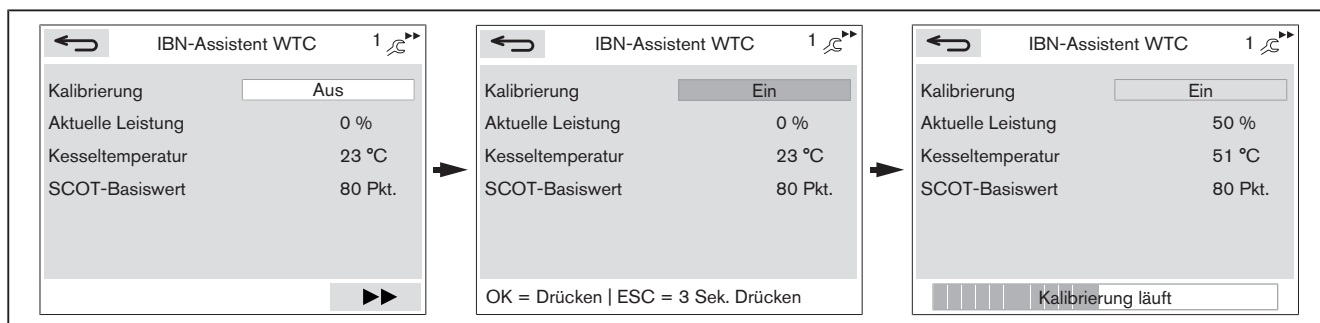 IBN-Assistent WTC 1
Kalibrierung Aus
Aktuelle Leistung 0 %
Kesseltemperatur 23 °C
SCOT-Basiswert 80 Pkt.
IBN-Assistent WTC 1
Kalibrierung Ein
Aktuelle Leistung 0 %
Kesseltemperatur 23 °C
SCOT-Basiswert 80 Pkt.
OK = Drücken | ESC = 3 Sek. Drücken
IBN-Assistent WTC 1
Kalibrierung Ein
Aktuelle Leistung 50 %
Kesseltemperatur 51 °C
SCOT-Basiswert 80 Pkt.
Kalibrierung läuft